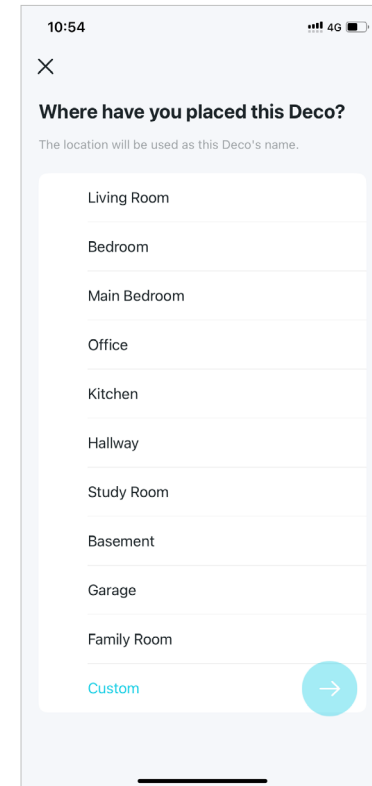 10:54
4G
Where have you placed this Deco?
The location will be used as this Deco's name.
Living Room
Bedroom
Main Bedroom
Office
Kitchen
Hallway
Study Room
Basement
Garage
Family Room
Custom